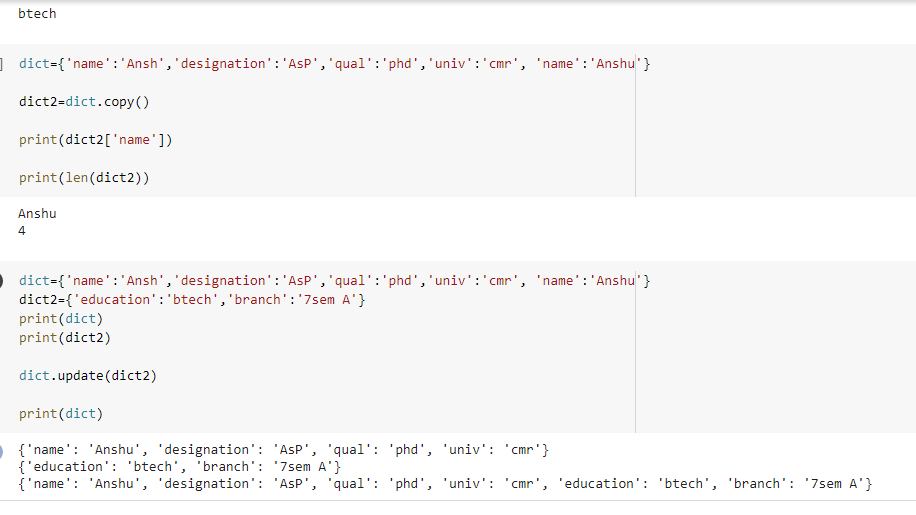 btech
dict={'name':'Ansh','designation':'AsP','qual':'phd','univ':'cmr', 'name':'Anshu'}
dict2=dict.copy()
print(dict2['name'])
print(len(dict2))
Anshu
4
dict={'name':'Ansh','designation':'AsP','qual':'phd','univ':'cmr', 'name':'Anshu'}
dict2={'education':'btech','branch':'7sem A'}
print(dict)
print(dict2)
dict.update(dict2)
print(dict)
{'name': 'Anshu', 'designation': 'AsP', 'qual': 'phd', 'univ': 'cmr'}
{'education': 'btech', 'branch': '7sem A'}
{'name': 'Anshu', 'designation': 'AsP', 'qual': 'phd', 'univ': 'cmr', 'education': 'btech', 'branch': '7sem A'}